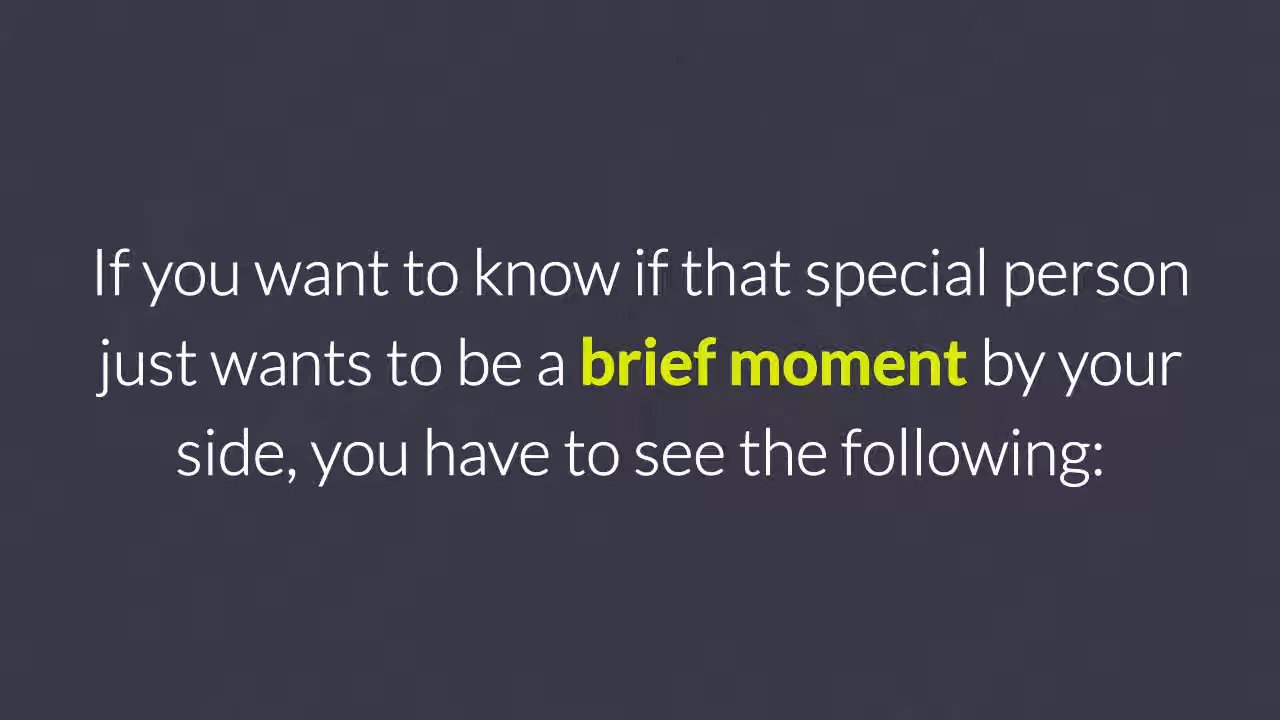 If you want to know if that special person
just wants to be a brief moment by your
side, you have to see the following: